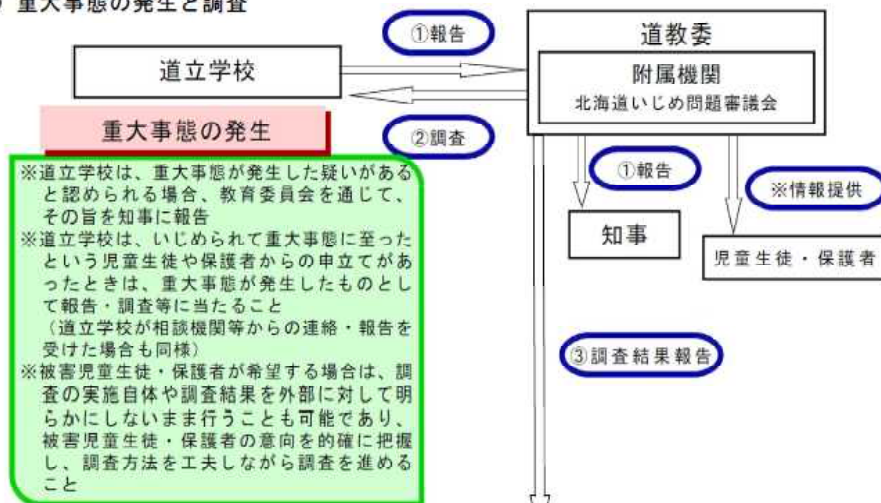 ）重大事態の発生と調査
①報告
道教委
道立学校
附属機関
北海道いじめ問題審議会
重大事態の発生
②調査
※道立学校は、重大事態が発生した疑いがある
と認められる場合、教育委員会を通じて、
その旨を知事に報告
※道立学校は、いじめられて重大事態に至った
という児童生徒や保護者からの申立てがあ
ったときは、重大事態が発生したものとし
て報告・調査等に当たること
（道立学校が相談機関等からの連絡・報告を
受けた場合も同様）
※被害児童生徒・保護者が希望する場合は、調
査の実施自体や調査結果を外部に対して明
らかにしないまま行うことも可能であり、
被害児童生徒・保護者の意向を的確に把握
し、調査方法を工夫しながら調査を進める
こと
①報告
※情報提供
知事
児童生徒・保護者
③調査結果報告